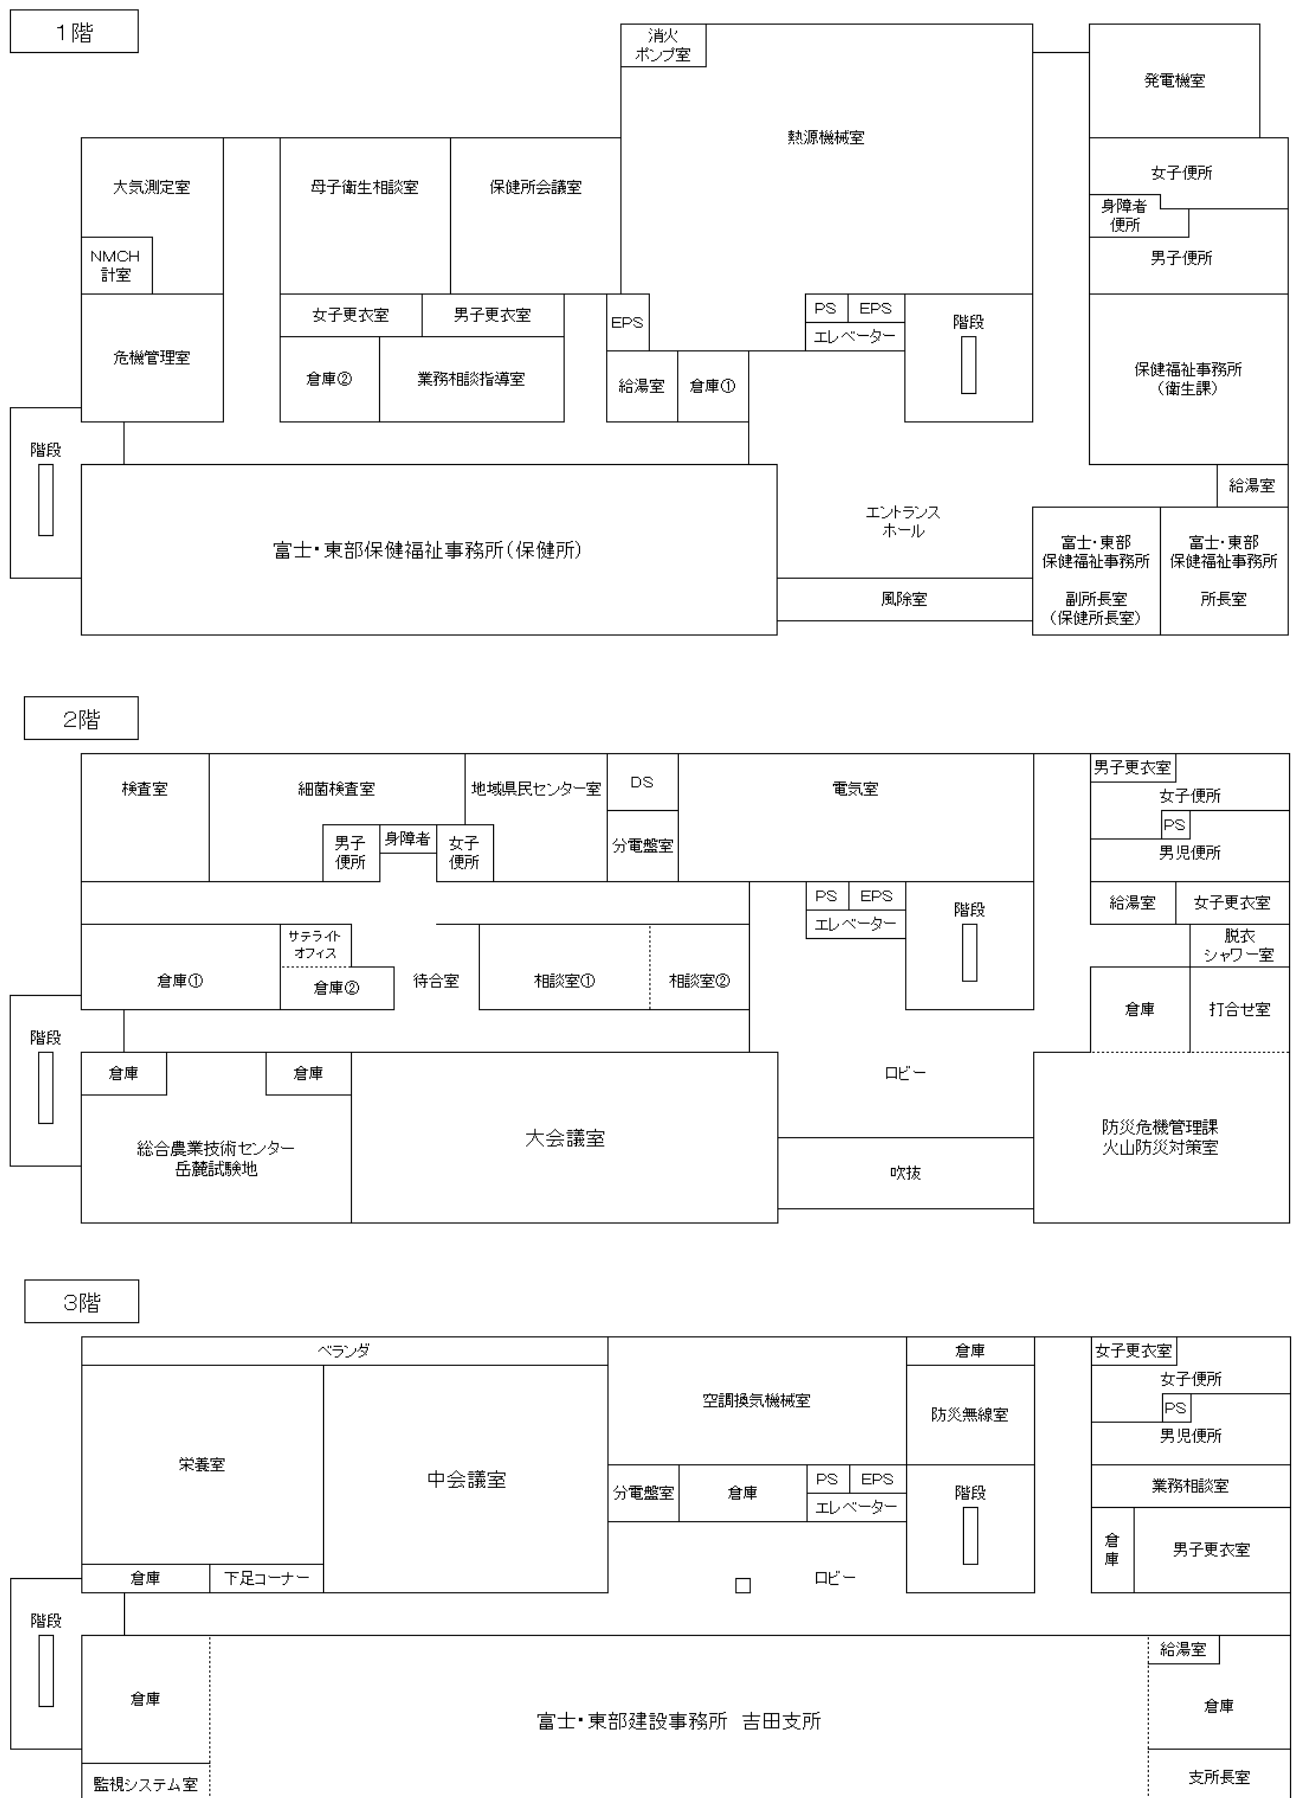 1階
消火
ポンプ室
発電機室
熱源機械室
大気測定室
母子衛生相談室
保健所会議室
女子便所
身障者
便所
NMCH
計室
男子便所
女子更衣室
男子更衣室
EPS
PS
EPS
エレベーター
階段
危機管理室
倉庫②
業務相談指導室
給湯室
倉庫①
保健福祉事務所
(衛生課)
階段
給湯室
エントランス
ホール
富士・東部保健福祉事務所(保健所)
富士・東部
保健福祉事務所
副所長室
(保健所長室)
富士・東部
保健福祉事務所
所長室
風除室
2階
検査室
細菌検査室
地域県民センター室
DS
電気室
男子更衣室
女子便所
PS
男児便所
男子
便所
身障者
女子
便所
分電盤室
PS
EPS
エレベーター
階段
給湯室
女子更衣室
サテライト
オフィス
脱衣
シャワー室
倉庫①
倉庫②
待合室
相談室①
相談室②
倉庫
打合せ室
階段
倉庫
倉庫
ロビー
総合農業技術センター
岳麓試験地
大会議室
防災危機管理課
火山防災対策室
吹抜
3階
ベランダ
倉庫
女子更衣室
女子便所
空調換気機械室
防災無線室
PS
男児便所
栄養室
中会議室
分電盤室
倉庫
PS
EPS
エレベーター
階段
業務相談室
倉
庫
男子更衣室
倉庫
下足コーナー
ロビー
階段
給湯室
倉庫
富士・東部建設事務所 吉田支所
倉庫
監視システム室
支所長室